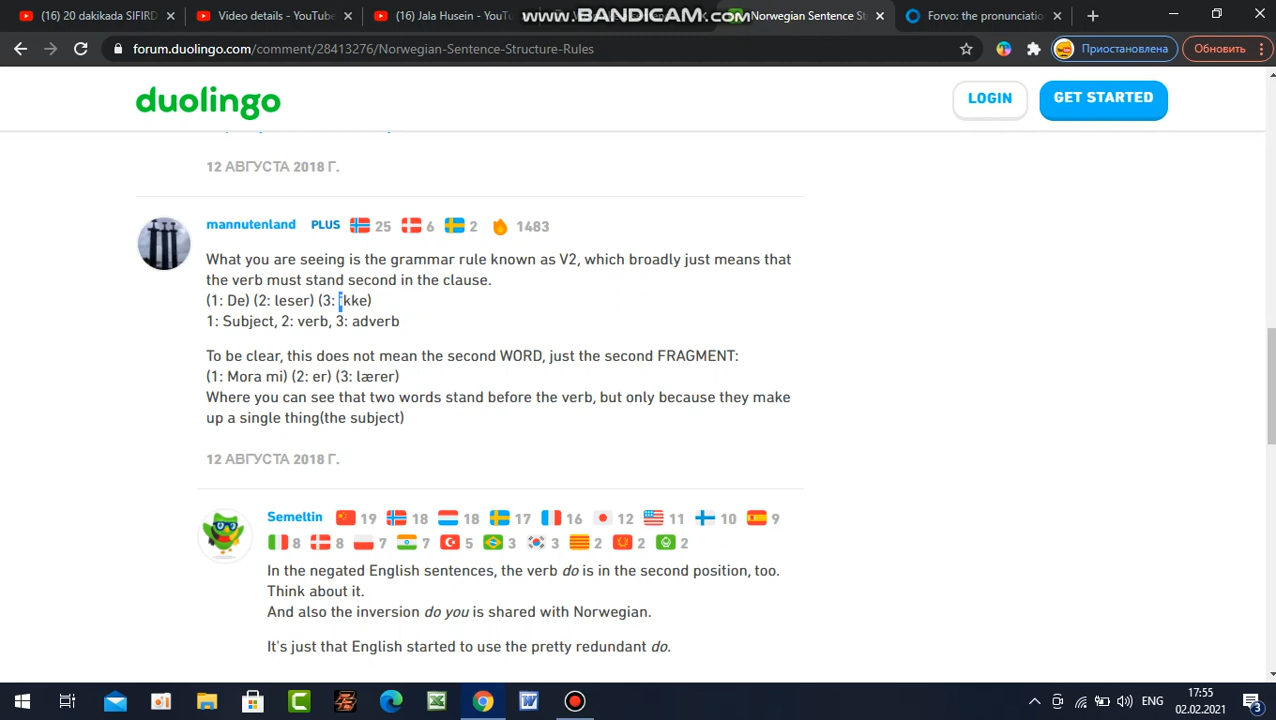 (16) 20 dakikada SIFIRD
Video details - YouTube
(16) Jala Husein - YouTu
www.BANDICAM.com
Norwegian Sentence St
Forvo: the pronunciatio
forum.duolingo.com/comment/28413276/Norwegian-Sentence-Structure-Rules
Приостановлена
Обновить
duolingo
LOGIN
GET STARTED
12 АВГУСТА 2018 Г.
mannutenland PLUS 25 6 2 1483
What you are seeing is the grammar rule known as V2, which broadly just means that
the verb must stand second in the clause.
(1: De) (2: leser) (3: ikke)
1: Subject, 2: verb, 3: adverb
To be clear, this does not mean the second WORD, just the second FRAGMENT:
(1: Mora mi) (2: er) (3: lærer)
Where you can see that two words stand before the verb, but only because they make
up a single thing(the subject)
12 АВГУСТА 2018 Г.
Semeltin 19 18 18 17 16 12 11 10 9
8 8 7 7 5 3 3 2 2 2
In the negated English sentences, the verb do is in the second position, too.
Think about it.
And also the inversion do you is shared with Norwegian.
It's just that English started to use the pretty redundant do.
ENG
17:55
02.02.2021
3